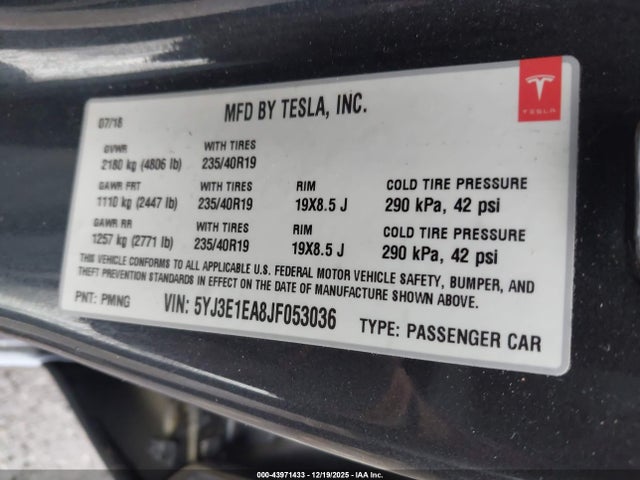 MFD BY TESLA, INC.
TESLA
07/18
GVWR WITH TIRES
2180 kg (4806 lb) 235/40R19
GAWR FRT WITH TIRES RIM COLD TIRE PRESSURE
1110 kg (2447 lb) 235/40R19 19X8.5 J 290 kPa, 42 psi
GAWR RR WITH TIRES RIM COLD TIRE PRESSURE
1257 kg (2771 lb) 235/40R19 19X8.5 J 290 kPa, 42 psi
THIS VEHICLE CONFORMS TO ALL APPLICABLE U.S. FEDERAL MOTOR VEHICLE SAFETY, BUMPER, AND
THEFT PREVENTION STANDARDS IN EFFECT ON THE DATE OF MANUFACTURE SHOWN ABOVE.
PNT: PMNG VIN: 5YJ3E1EA8JF053036 TYPE: PASSENGER CAR
000-43971433 - 12/19/2025 - IAA Inc.